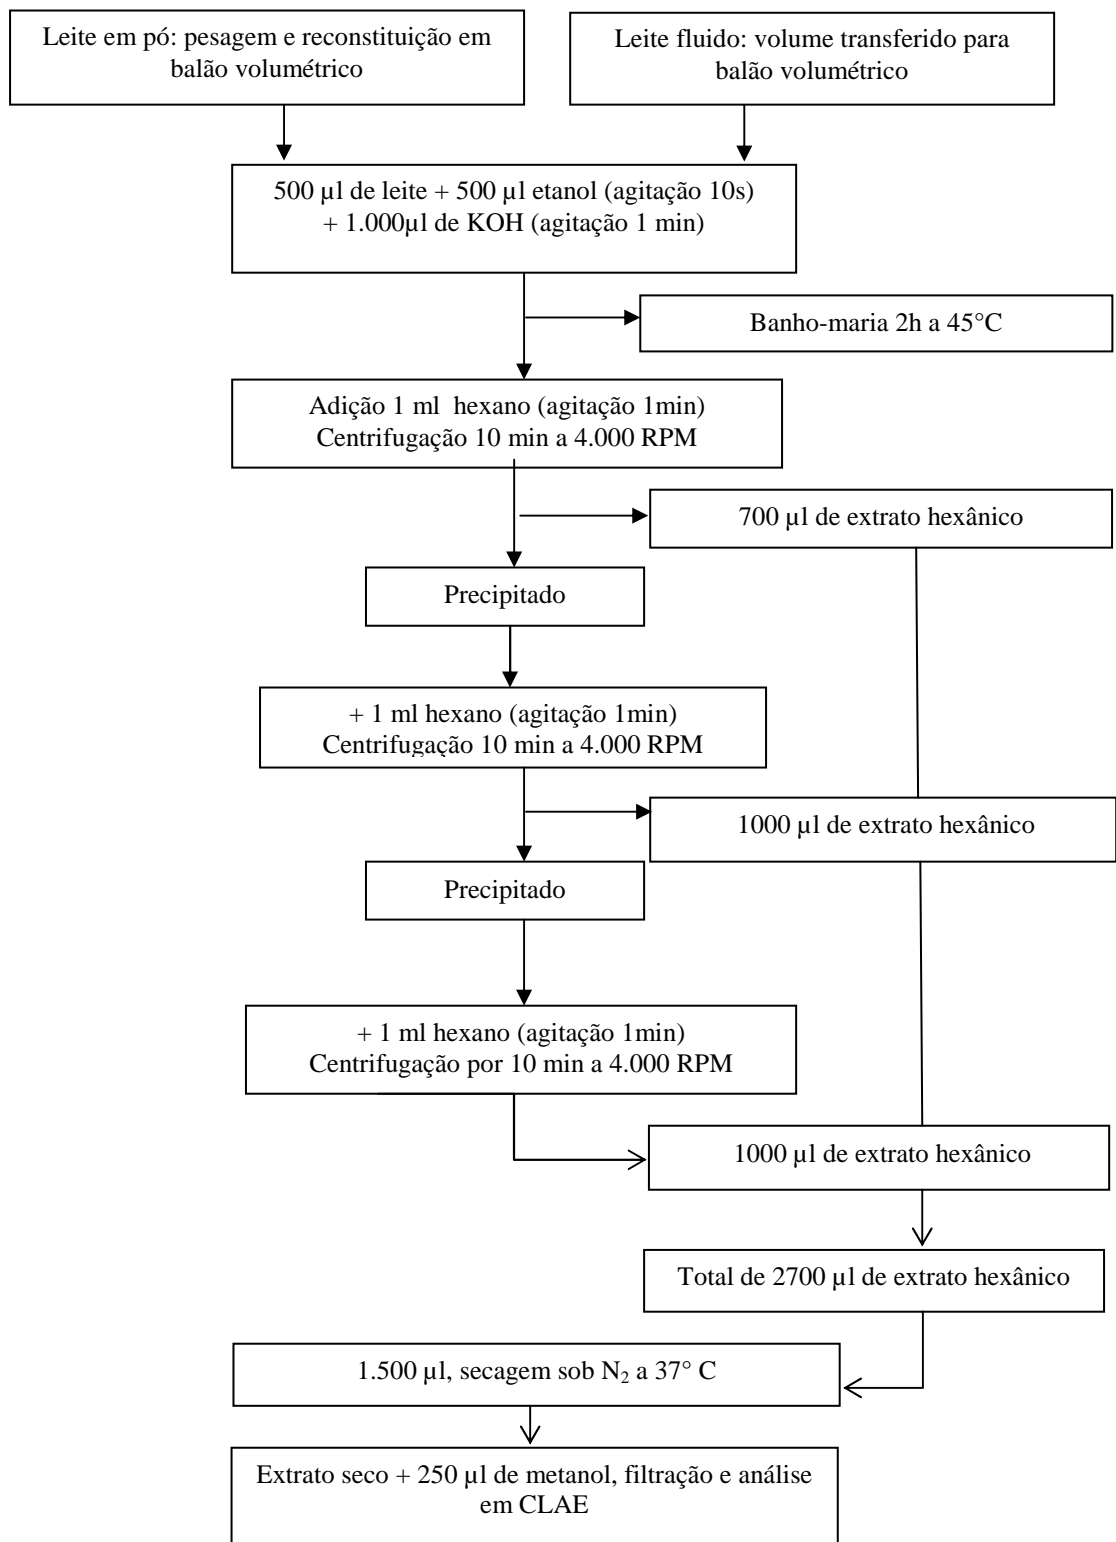 Leite em pó: pesagem e reconstituição em
balão volumétrico
Leite fluido: volume transferido para
balão volumétrico
500 µl de leite + 500 µl etanol (agitação 10s)
+ 1.000µl de KOH (agitação 1 min)
Banho-maria 2h a 45°C
Adição 1 ml hexano (agitação 1min)
Centrifugação 10 min a 4.000 RPM
700 µl de extrato hexânico
Precipitado
+ 1 ml hexano (agitação 1min)
Centrifugação 10 min a 4.000 RPM
1000 µl de extrato hexânico
Precipitado
+ 1 ml hexano (agitação 1min)
Centrifugação por 10 min a 4.000 RPM
1000 µl de extrato hexânico
Total de 2700 µl de extrato hexânico
1.500 µl, secagem sob N₂ a 37° C
Extrato seco + 250 µl de metanol, filtração e análise
em CLAE